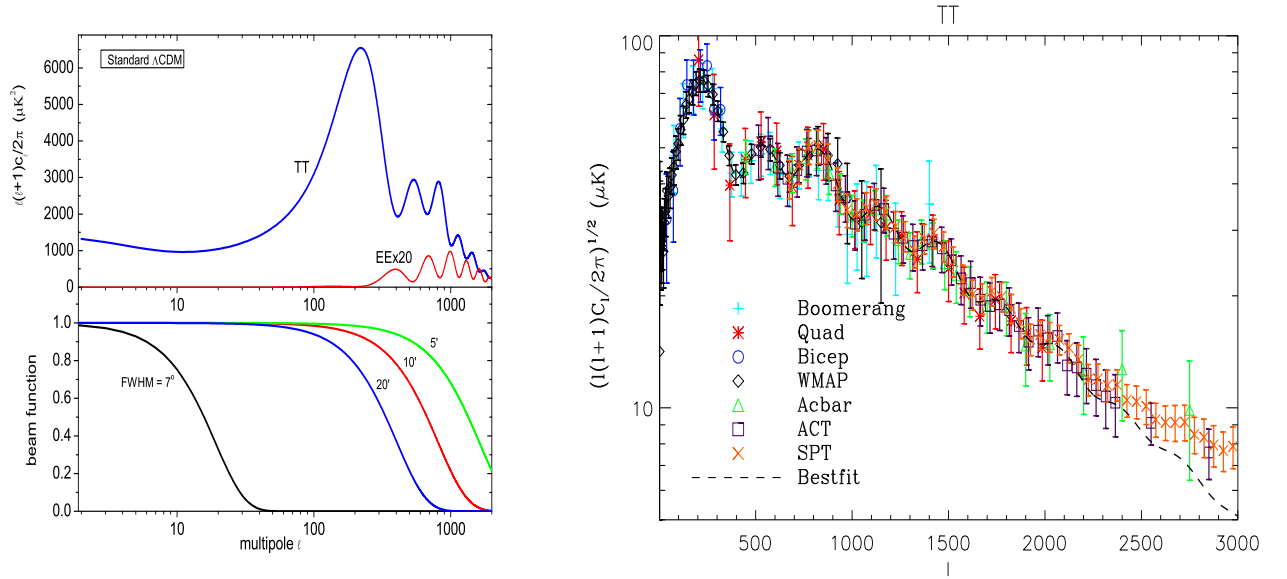 Standard ΛCDM
ℓ(ℓ+1)c/2π (μK²)
6000
5000
4000
3000
2000
1000
0
TT
EEx20
10
100
1000
beam function
1.0
0.8
0.6
0.4
0.2
0.0
FWHM = 7°
5'
10'
20'
10
100
1000
multipole ℓ
TT
(l(l+1)C_l/2π)^{1/2} (μK)
100
10
Boomerang
Quad
Bicep
WMAP
Acbar
ACT
SPT
Bestfit
500
1000
1500
2000
2500
3000
l